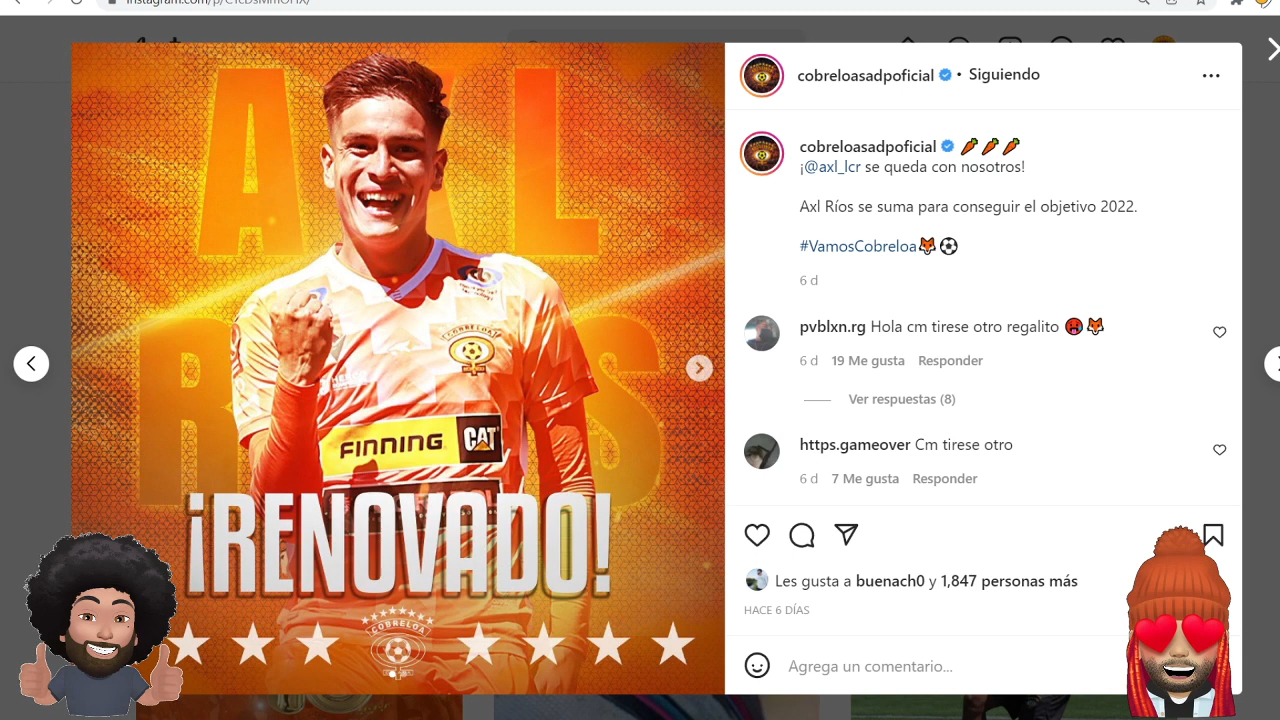 AXL
RÍOS
FINNING CAT
¡RENOVADO!
COBRELOA
cobreloasadpoficial • Siguiendo
cobreloasadpoficial 🥕🥕🥕
¡@axl_lcr se queda con nosotros!
Axl Ríos se suma para conseguir el objetivo 2022.
#VamosCobreloa🦊⚽
6 d
pvblxn.rg Hola cm tirese otro regalito 🥵🦊
6 d 19 Me gusta Responder
Ver respuestas (8)
https.gameover Cm tirese otro
6 d 7 Me gusta Responder
Les gusta a buenach0 y 1,847 personas más
HACE 6 DÍAS
Agrega un comentario...